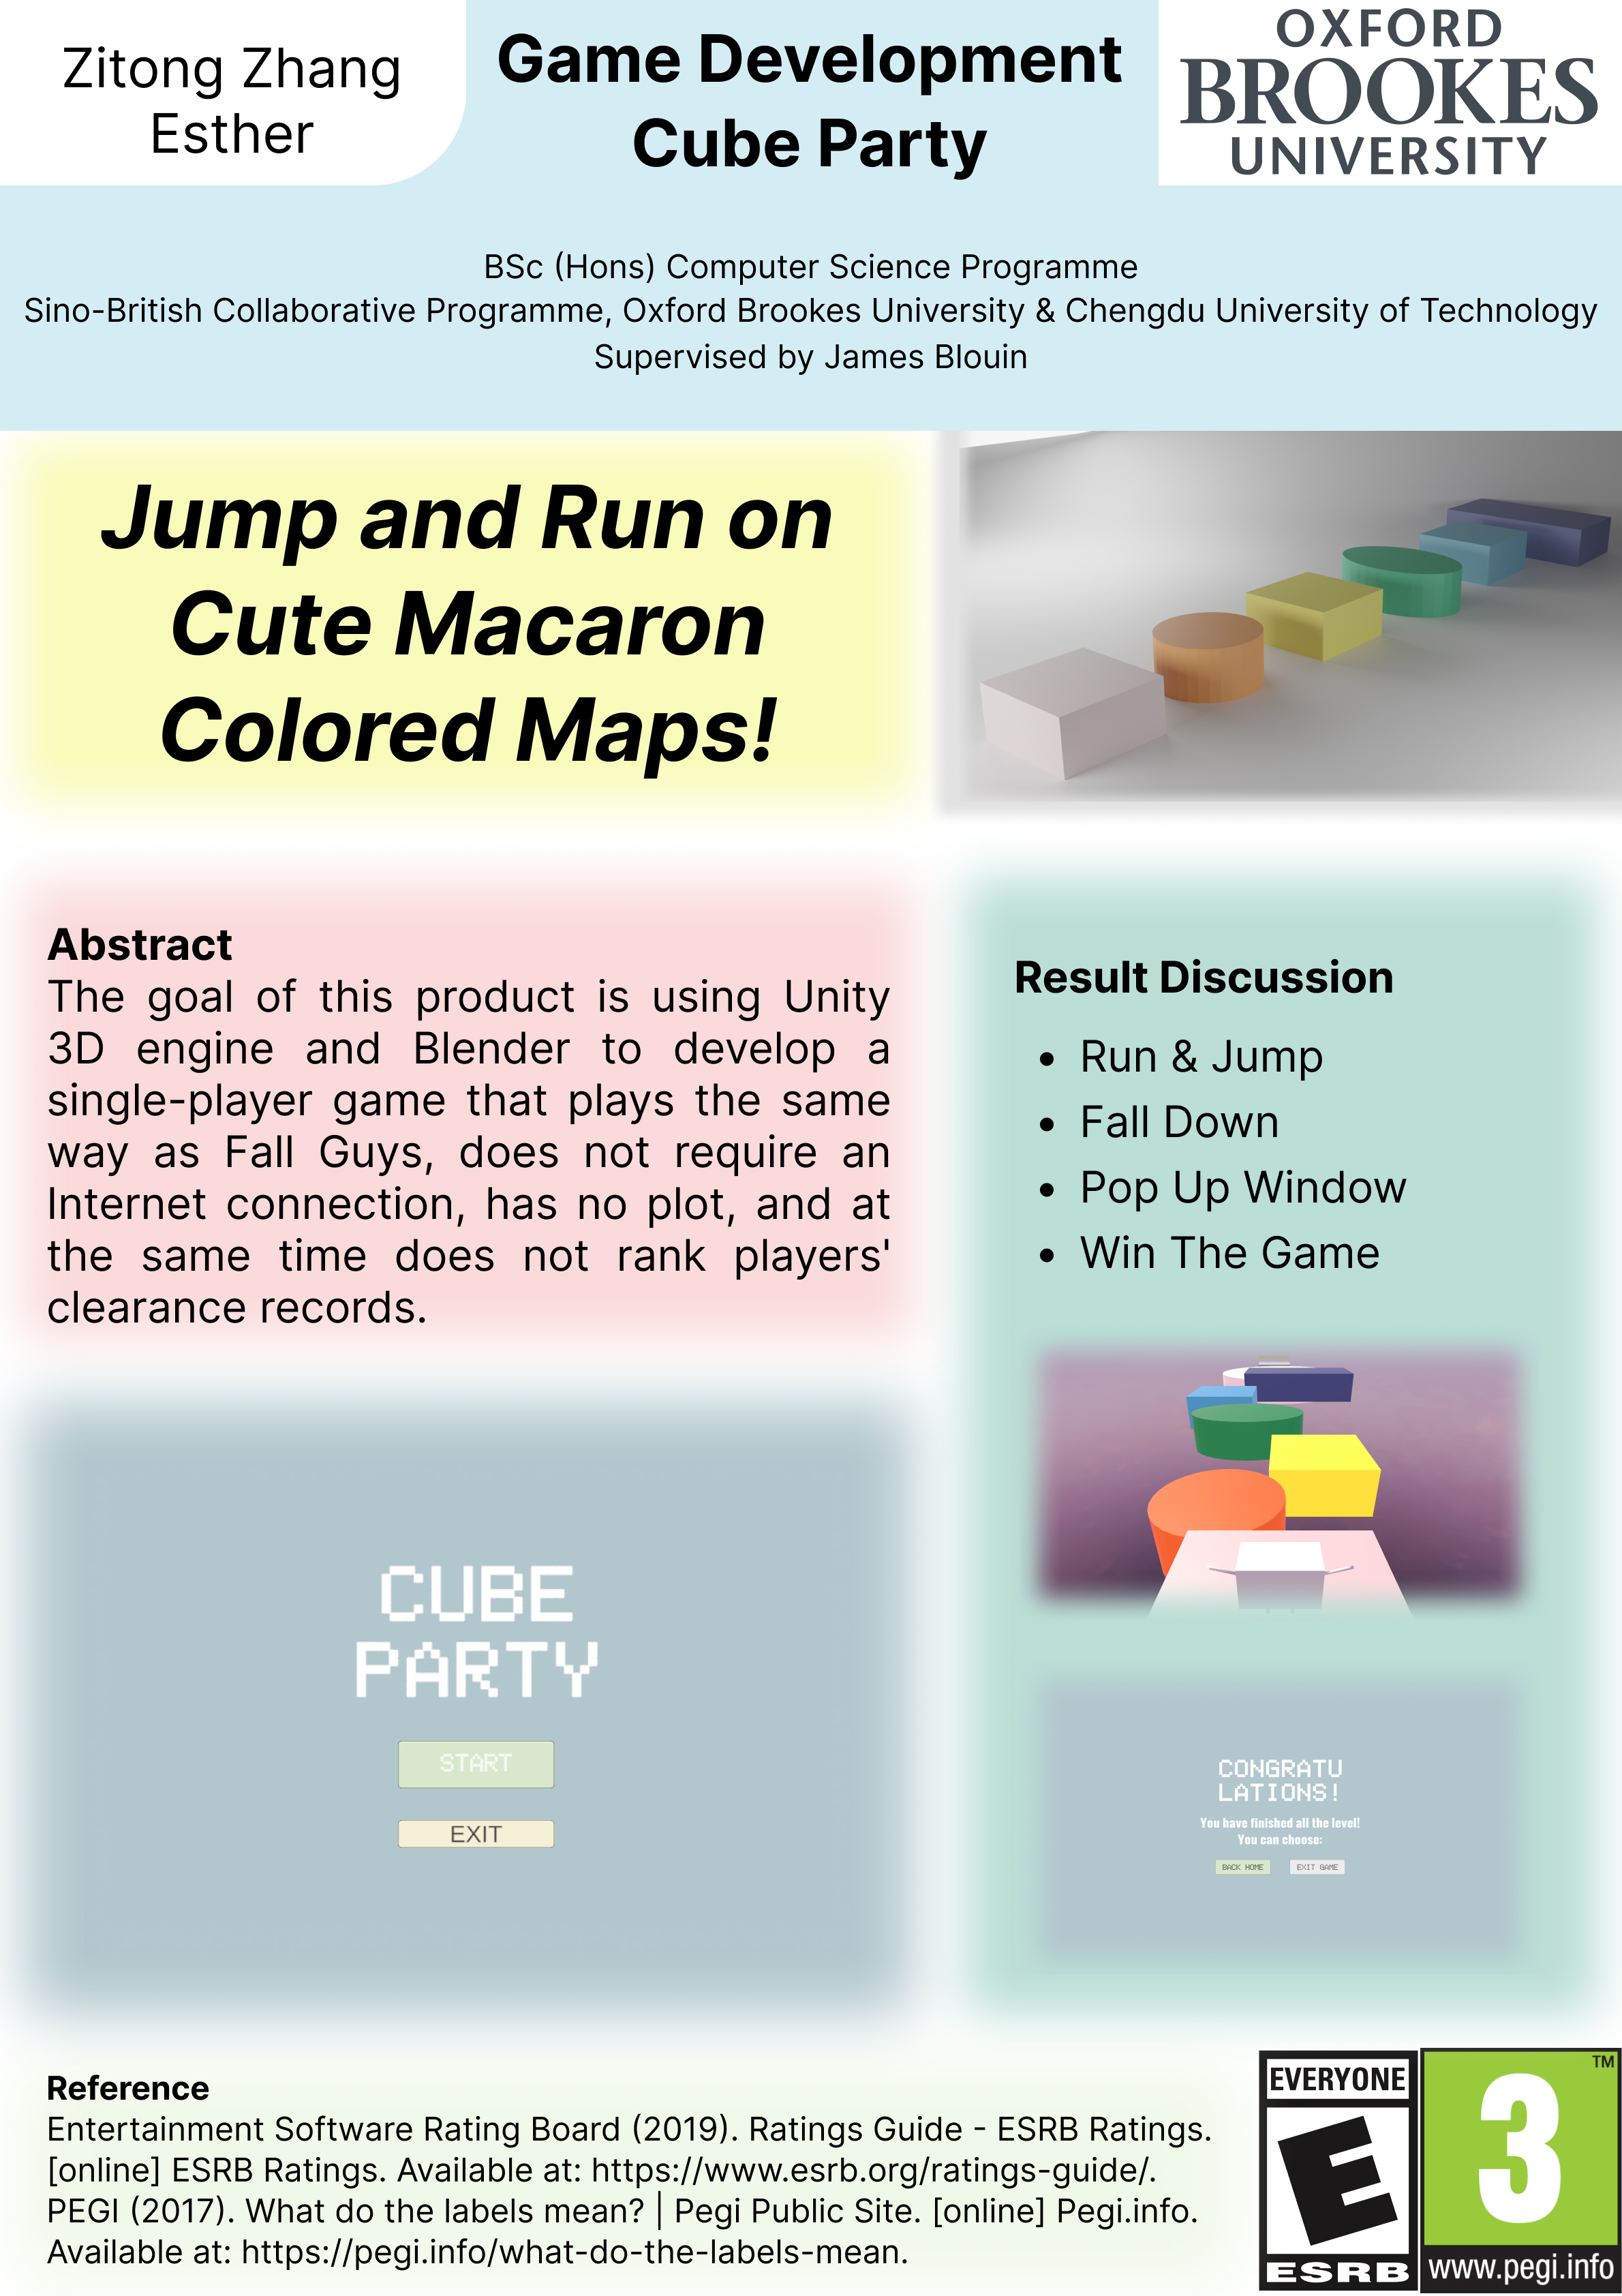 Zitong Zhang
Esther
Game Development
Cube Party
OXFORD
BROOKES
UNIVERSITY
BSc (Hons) Computer Science Programme
Sino-British Collaborative Programme, Oxford Brookes University & Chengdu University of Technology
Supervised by James Blouin
Jump and Run on
Cute Macaron
Colored Maps!
Abstract
The goal of this product is using Unity
3D engine and Blender to develop a
single-player game that plays the same
way as Fall Guys, does not require an
Internet connection, has no plot, and at
the same time does not rank players'
clearance records.
CUBE
PARTY
START
EXIT
Result Discussion
• Run & Jump
• Fall Down
• Pop Up Window
• Win The Game
CONGRATU
LATIONS!
You have finished all the level!
You can choose:
BACK HOME
EXIT GAME
Reference
Entertainment Software Rating Board (2019). Ratings Guide - ESRB Ratings.
[online] ESRB Ratings. Available at: https://www.esrb.org/ratings-guide/.
PEGI (2017). What do the labels mean? | Pegi Public Site. [online] Pegi.info.
Available at: https://pegi.info/what-do-the-labels-mean.
EVERYONE
E
ESRB
TM
3
www.pegi.info